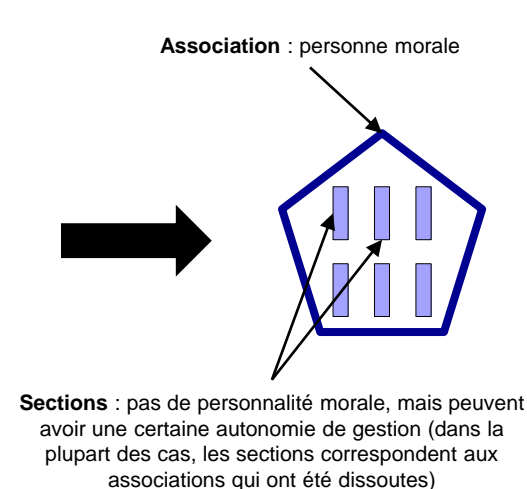 Association : personne morale
Sections : pas de personnalité morale, mais peuvent
avoir une certaine autonomie de gestion (dans la
plupart des cas, les sections correspondent aux
associations qui ont été dissoutes)